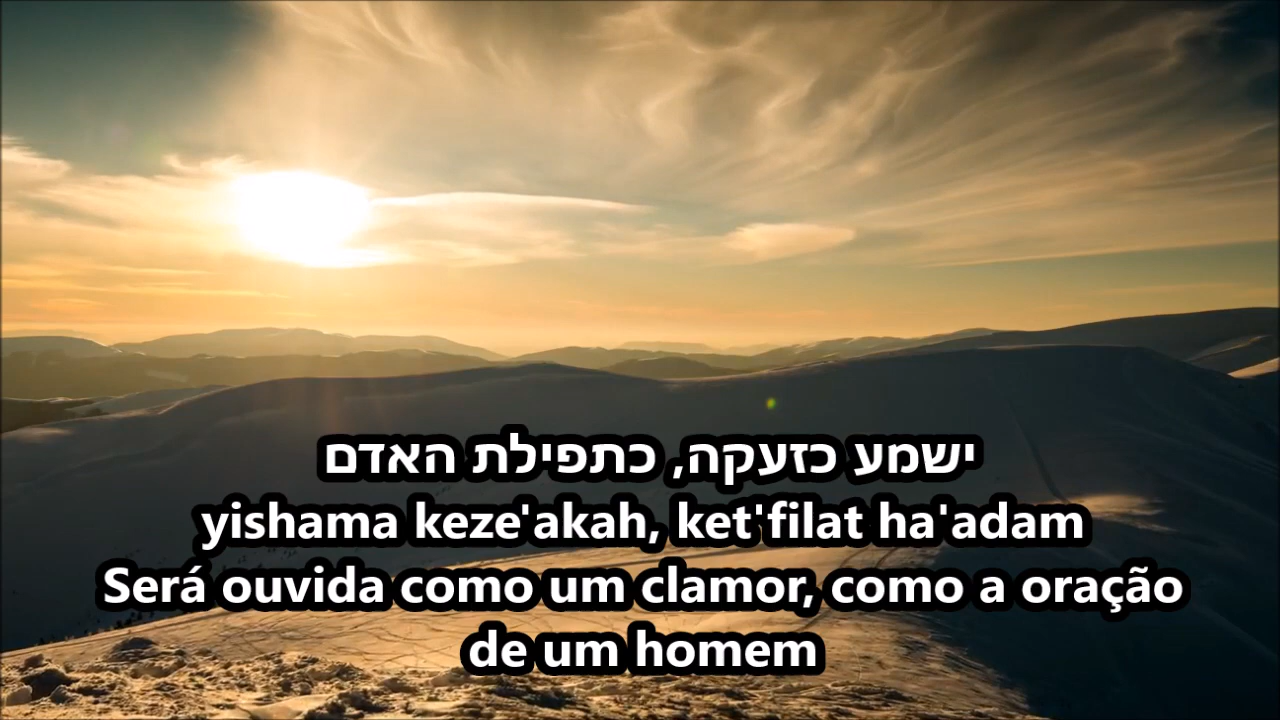 ישמע כזעקה, כתפילת האדם
yishama keze'akah, ket'filat ha'adam
Será ouvida como um clamor, como a oração
de um homem